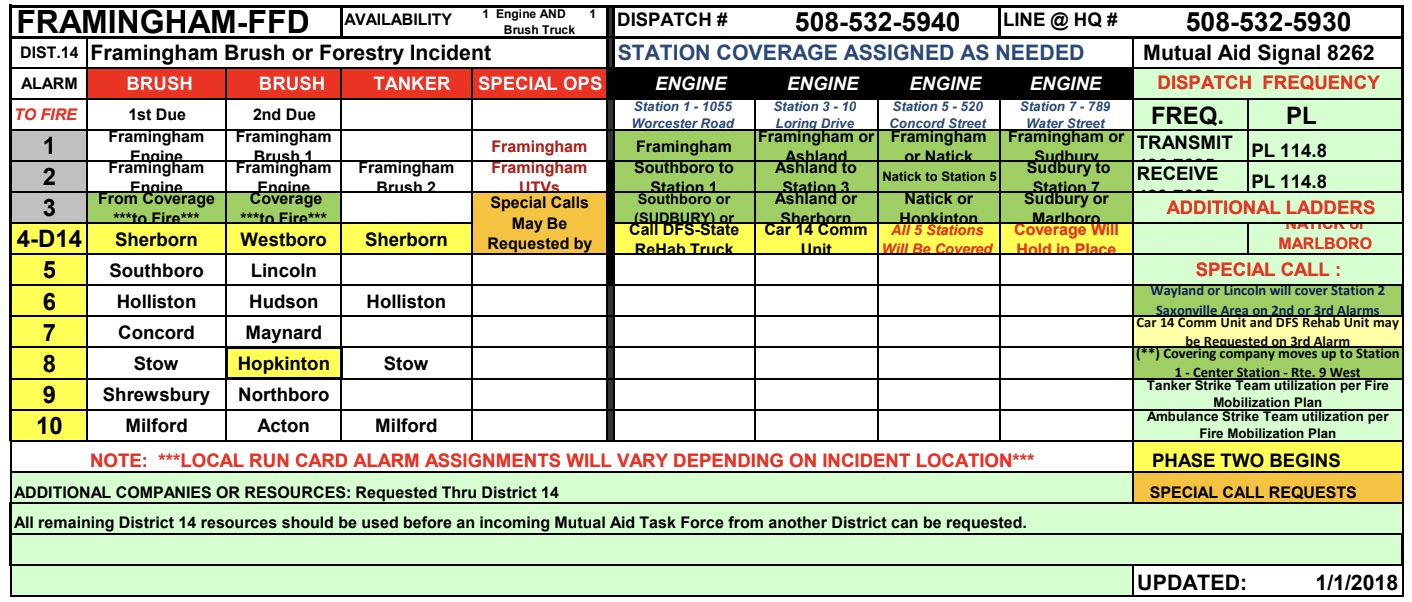 FRAMINGHAM-FFD AVAILABILITY 1 Engine AND 1 Brush Truck DISPATCH # 508-532-5940 LINE @ HQ # 508-532-5930
DIST.14 Framingham Brush or Forestry Incident STATION COVERAGE ASSIGNED AS NEEDED Mutual Aid Signal 8262
ALARM BRUSH BRUSH TANKER SPECIAL OPS ENGINE ENGINE ENGINE ENGINE DISPATCH FREQUENCY
TO FIRE 1st Due 2nd Due Station 1 - 1055 Worcester Road Station 3 - 10 Loring Drive Station 5 - 520 Concord Street Station 7 - 789 Water Street FREQ. PL
1 Framingham Engine Framingham Brush 1 Framingham Framingham Framingham or Ashland Framingham or Natick Framingham or Sudbury TRANSMIT PL 114.8
2 Framingham Engine Framingham Engine Framingham Brush 2 Framingham UTVs Southboro to Station 1 Ashland to Station 3 Natick to Station 5 Sudbury to Station 7 RECEIVE PL 114.8
3 From Coverage ***to Fire*** Coverage ***to Fire*** Special Calls May Be Requested by Southboro or (SUDBURY) or Ashland or Sherborn Natick or Hopkinton Sudbury or Marlboro ADDITIONAL LADDERS
4-D14 Sherborn Westboro Sherborn Call DFS-State ReHab Truck Car 14 Comm Unit All 5 Stations Will Be Covered Coverage Will Hold in Place NATICK or MARLBORO
5 Southboro Lincoln SPECIAL CALL :
6 Holliston Hudson Holliston Wayland or Lincoln will cover Station 2 Saxonville Area on 2nd or 3rd Alarms
7 Concord Maynard Car 14 Comm Unit and DFS Rehab Unit may be Requested on 3rd Alarm
8 Stow Hopkinton Stow (**) Covering company moves up to Station 1 - Center Station - Rte. 9 West
9 Shrewsbury Northboro Tanker Strike Team utilization per Fire Mobilization Plan
10 Milford Acton Milford Ambulance Strike Team utilization per Fire Mobilization Plan
NOTE: ***LOCAL RUN CARD ALARM ASSIGNMENTS WILL VARY DEPENDING ON INCIDENT LOCATION*** PHASE TWO BEGINS
ADDITIONAL COMPANIES OR RESOURCES: Requested Thru District 14 SPECIAL CALL REQUESTS
All remaining District 14 resources should be used before an incoming Mutual Aid Task Force from another District can be requested.
UPDATED: 1/1/2018